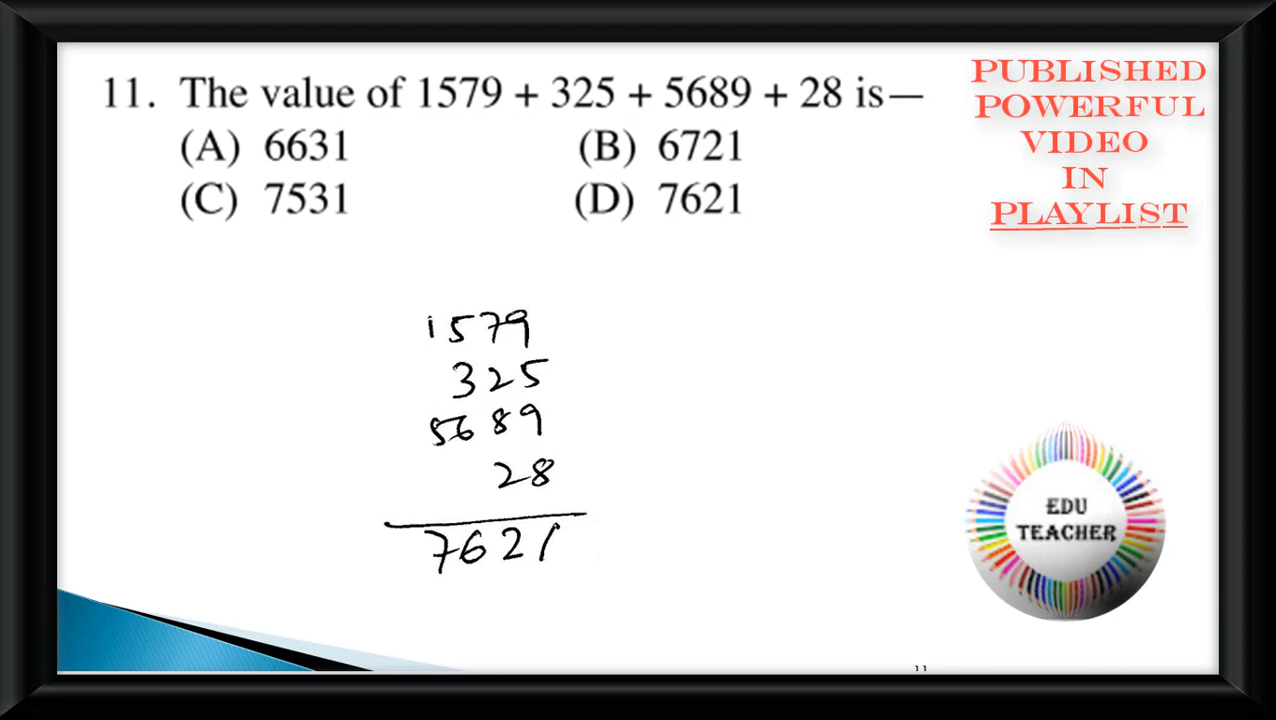 11. The value of 1579 + 325 + 5689 + 28 is—
(A) 6631 (B) 6721
(C) 7531 (D) 7621
PUBLISHED
POWERFUL
VIDEO
IN
PLAYLIST
1579
325
5689
28
7621
EDU
TEACHER
11